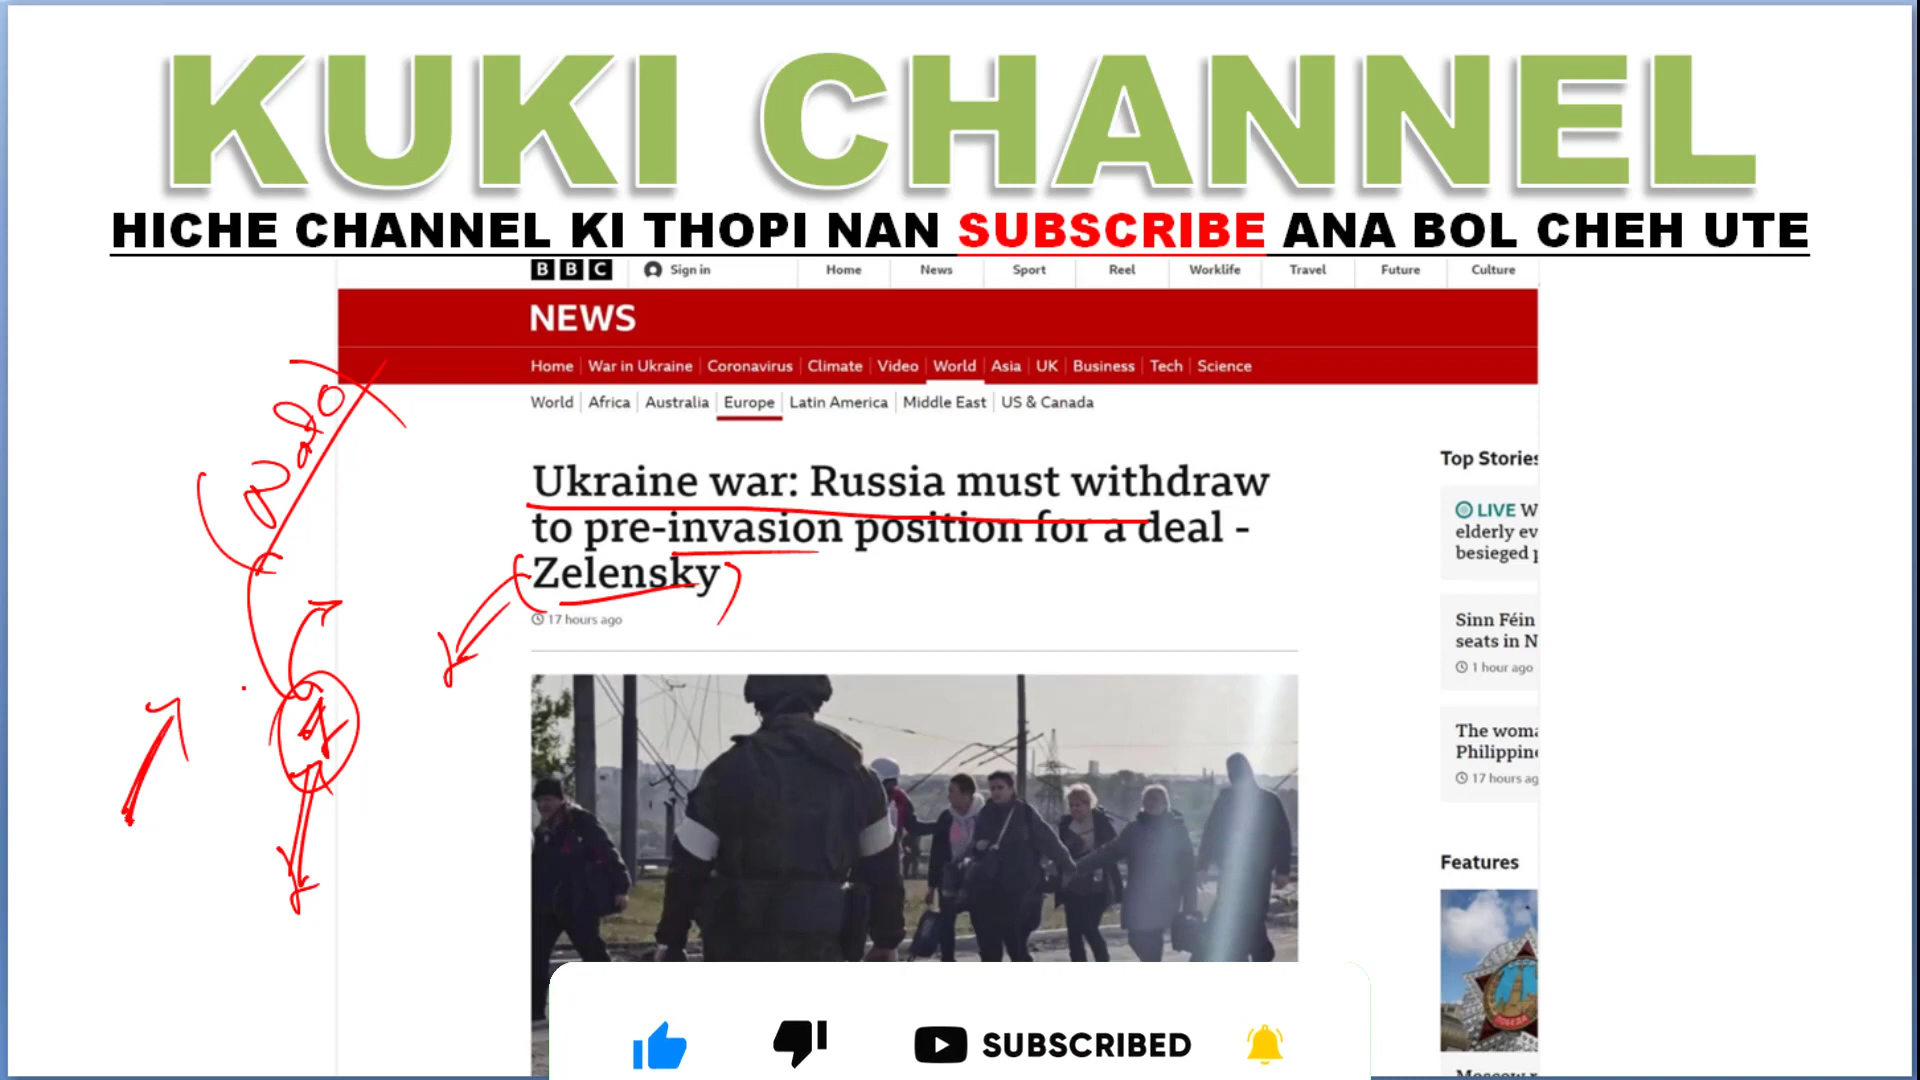 KUKI CHANNEL
HICHE CHANNEL KI THOPI NAN SUBSCRIBE ANA BOL CHEH UTE
BBC Sign in Home News Sport Reel Worklife Travel Future Culture
NEWS
Home War in Ukraine Coronavirus Climate Video World Asia UK Business Tech Science
World Africa Australia Europe Latin America Middle East US & Canada
Ukraine war: Russia must withdraw
to pre-invasion position for a deal -
Zelensky
17 hours ago
Top Stories
LIVE W
elderly ev
besieged p
Sinn Féin
seats in N
1 hour ago
The woma
Philippine
17 hours ag
Features
SUBSCRIBED